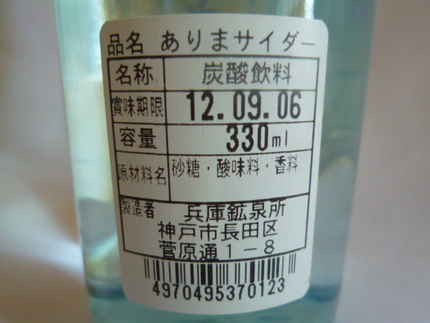 品名 ありまサイダー
名称 炭酸飲料
賞味期限 12.09.06
容量 330ml
原材料名 砂糖・酸味料・香料
製造者 兵庫鉱泉所
神戸市長田区
菅原通1-8
4970495370123